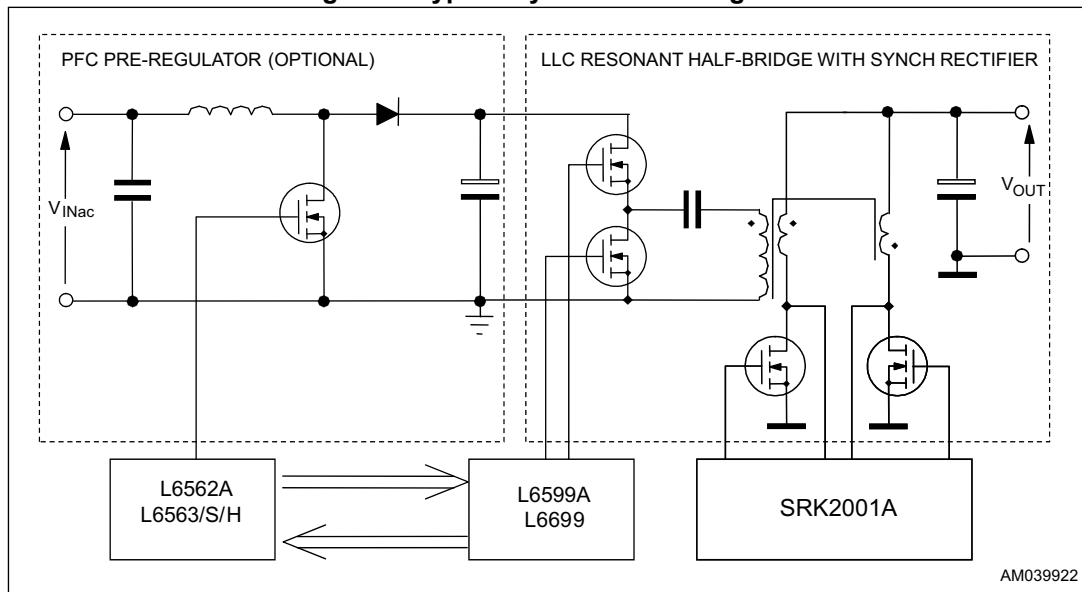 PFC PRE-REGULATOR (OPTIONAL)
LLC RESONANT HALF-BRIDGE WITH SYNCH RECTIFIER
VINac
VOUT
L6562A
L6563/S/H
L6599A
L6699
SRK2001A
AM039922